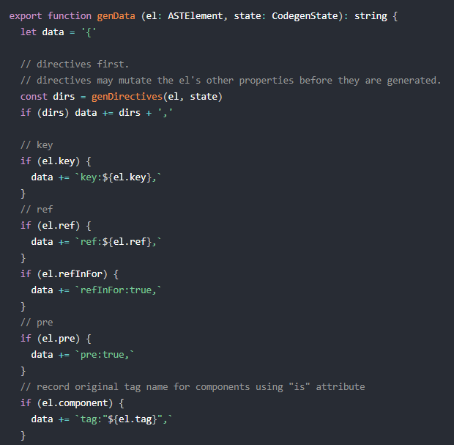 export function genData (el: ASTElement, state: CodegenState): string {
  let data = '{'

  // directives first.
  // directives may mutate the el's other properties before they are generated.
  const dirs = genDirectives(el, state)
  if (dirs) data += dirs + ','

  // key
  if (el.key) {
    data += `key:${el.key},`
  }
  // ref
  if (el.ref) {
    data += `ref:${el.ref},`
  }
  if (el.refInFor) {
    data += `refInFor:true,`
  }
  // pre
  if (el.pre) {
    data += `pre:true,`
  }
  // record original tag name for components using "is" attribute
  if (el.component) {
    data += `tag:"${el.tag}",`
  }